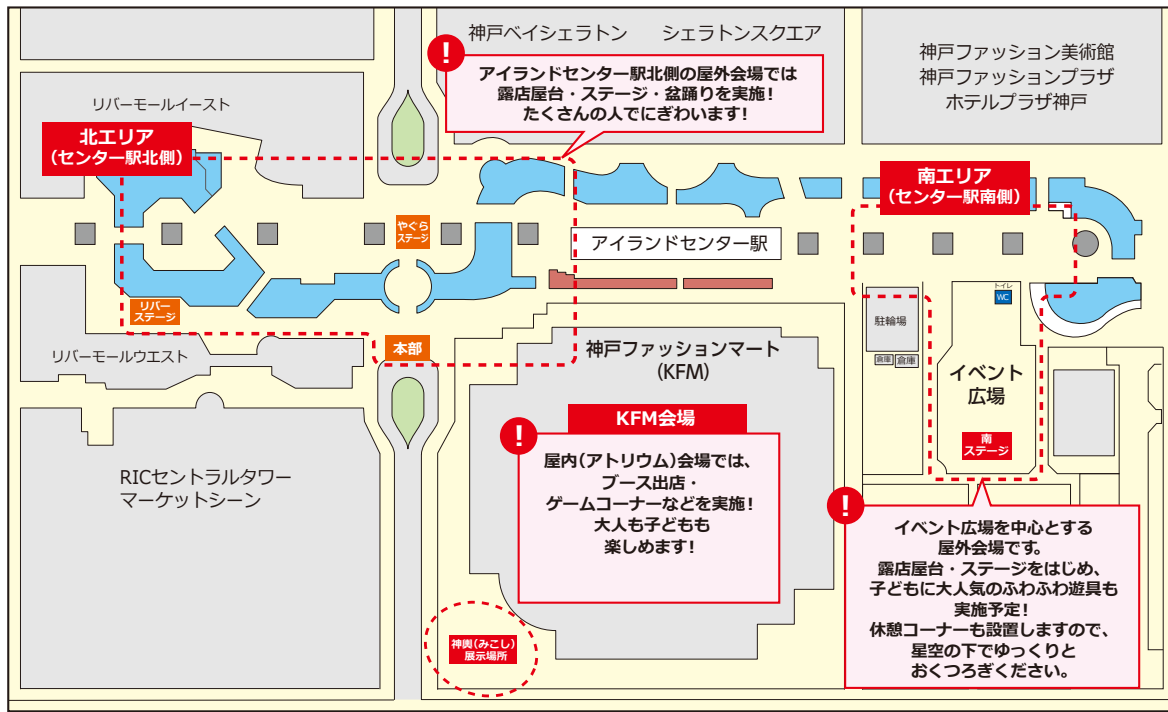 神戸ベイシェラトン　シェラトンスクエア
神戸ファッション美術館
神戸ファッションプラザ
ホテルプラザ神戸
!
アイランドセンター駅北側の屋外会場では
露店屋台・ステージ・盆踊りを実施！
たくさんの人でにぎわいます！
リバーモールイースト
北エリア
（センター駅北側）
南エリア
（センター駅南側）
やぐら
ステージ
アイランドセンター駅
リバー
ステージ
トイレ
WC
駐輪場
倉庫
倉庫
本部
リバーモールウエスト
神戸ファッションマート
(KFM)
イベント
広場
南
ステージ
KFM会場
!
屋内（アトリウム）会場では、
ブース出店・
ゲームコーナーなどを実施！
大人も子どもも
楽しめます！
RICセントラルタワー
マーケットシーン
!
イベント広場を中心とする
屋外会場です。
露店屋台・ステージをはじめ、
子どもに大人気のふわふわ遊具も
実施予定！
休憩コーナーも設置しますので、
星空の下でゆっくりと
おくつろぎください。
神輿（みこし）
展示場所